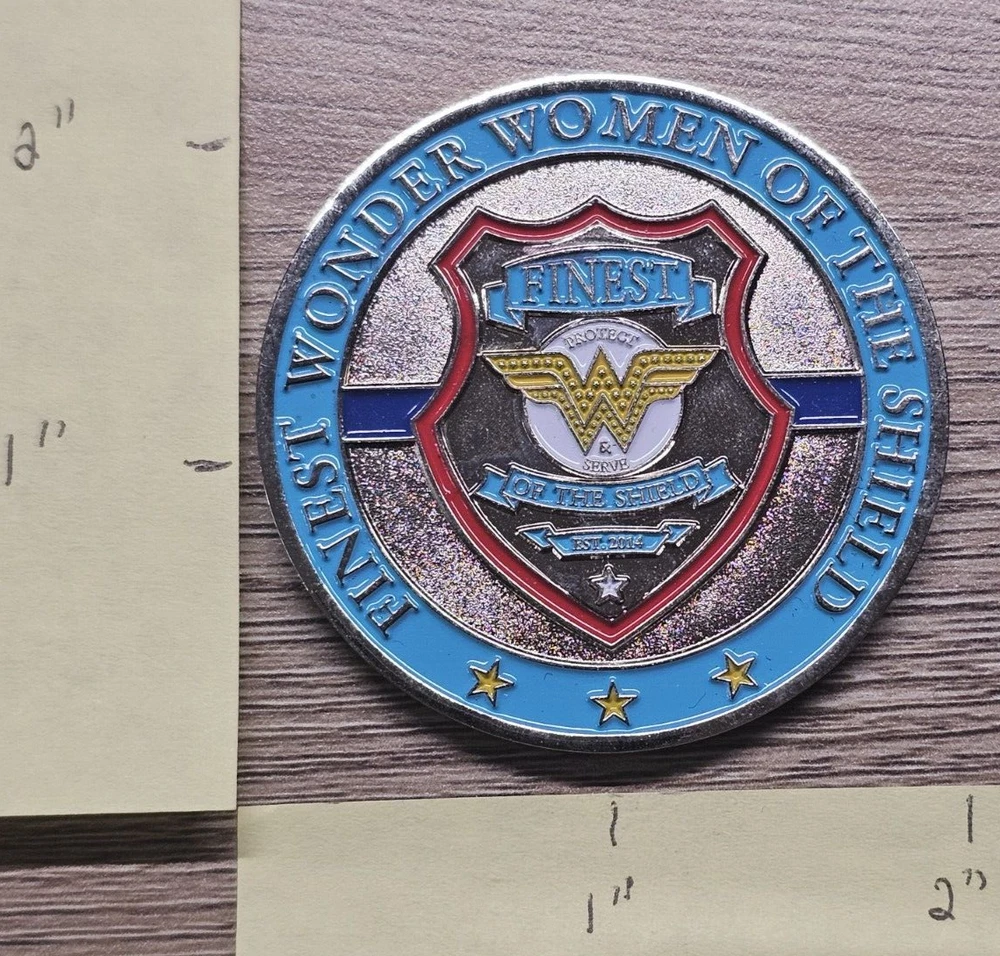 2"
1"
FINEST WONDER WOMEN OF THE SHIELD
FINEST
PROTECT
W
&
SERVE
OF THE SHIELD
EST. 2014
1"
2"